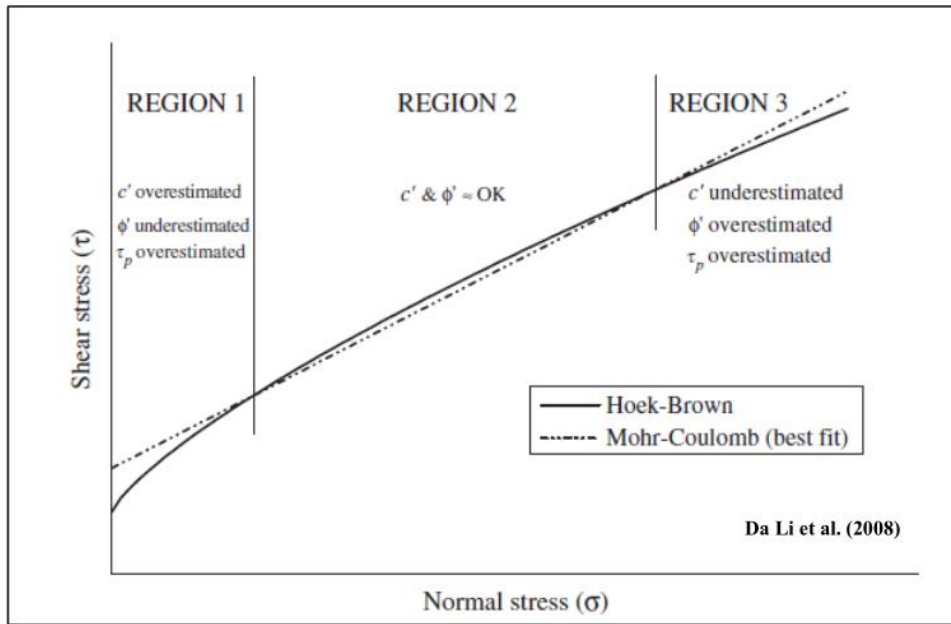 REGION 1
REGION 2
REGION 3
c' overestimated
ϕ' underestimated
τp overestimated
c' & ϕ' ≈ OK
c' underestimated
ϕ' overestimated
τp overestimated
Shear stress (τ)
Hoek-Brown
Mohr-Coulomb (best fit)
Da Li et al. (2008)
Normal stress (σ)